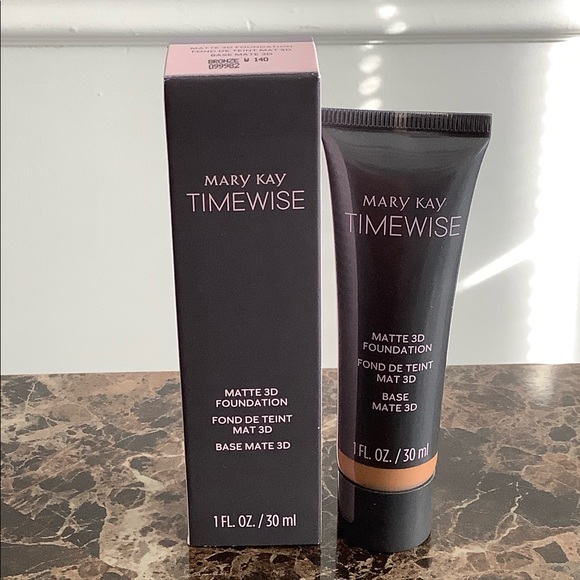 MATTE 3D FOUNDATION
FOND DE TEINT MAT 3D
BASE MATE 3D
BRONZE W 140
099982
MARY KAY
TIMEWISE
MATTE 3D
FOUNDATION
FOND DE TEINT
MAT 3D
BASE MATE 3D
1 FL. OZ. / 30 ml
MARY KAY
TIMEWISE
MATTE 3D
FOUNDATION
FOND DE TEINT
MAT 3D
BASE
MATE 3D
1 FL. OZ. / 30 ml